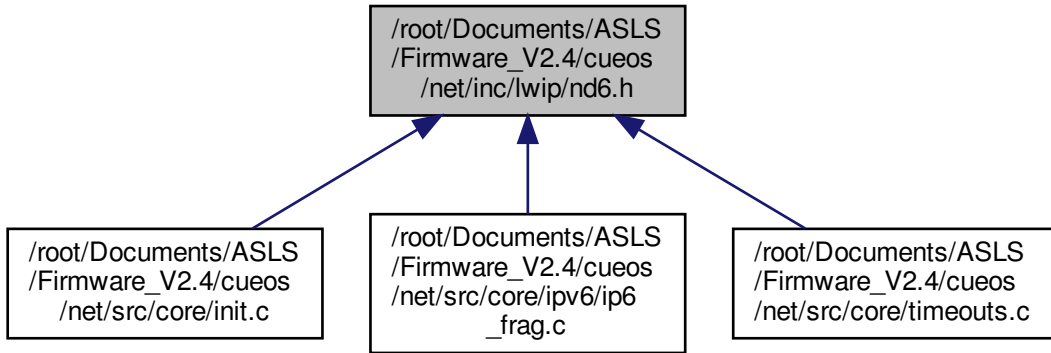 /root/Documents/ASLS
/Firmware_V2.4/cueos
/net/inc/lwip/nd6.h
/root/Documents/ASLS
/Firmware_V2.4/cueos
/net/src/core/init.c
/root/Documents/ASLS
/Firmware_V2.4/cueos
/net/src/core/ipv6/ip6
_frag.c
/root/Documents/ASLS
/Firmware_V2.4/cueos
/net/src/core/timeouts.c